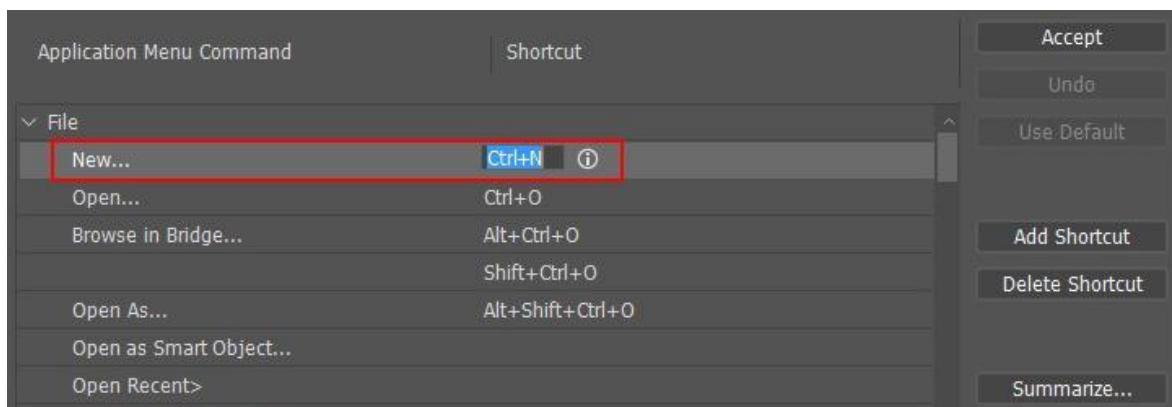 Application Menu Command Shortcut
Accept
Undo
File
Use Default
New... Ctrl+N
Open... Ctrl+O
Browse in Bridge... Alt+Ctrl+O
Add Shortcut
Shift+Ctrl+O
Delete Shortcut
Open As... Alt+Shift+Ctrl+O
Open as Smart Object...
Open Recent>
Summarize...